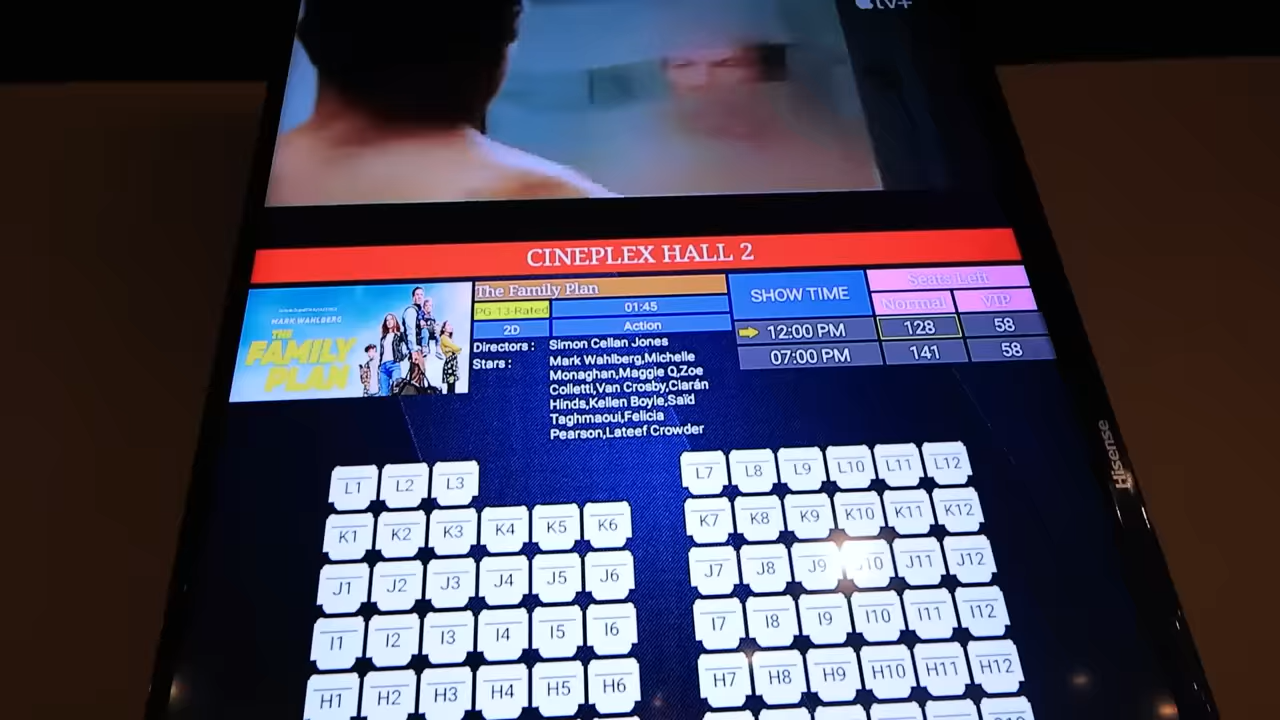 tv+
CINEPLEX HALL 2
MARK WAHLBERG
THE
FAMILY
PLAN
The Family Plan
PG-13-Rated
01:45
2D
Action
Directors :
Simon Cellan Jones
Stars :
Mark Wahlberg,Michelle
Monaghan,Maggie Q,Zoe
Colletti,Van Crosby,Ciarán
Hinds,Kellen Boyle,Saïd
Taghmaoui,Felicia
Pearson,Lateef Crowder
SHOW TIME
Seats Left
Normal VIP
12:00 PM 128 58
07:00 PM 141 58
Hisense
L1 L2 L3 L7 L8 L9 L10 L11 L12
K1 K2 K3 K4 K5 K6 K7 K8 K9 K10 K11 K12
J1 J2 J3 J4 J5 J6 J7 J8 J9 J10 J11 J12
I1 I2 I3 I4 I5 I6 I7 I8 I9 I10 I11 I12
H1 H2 H3 H4 H5 H6 H7 H8 H9 H10 H11 H12